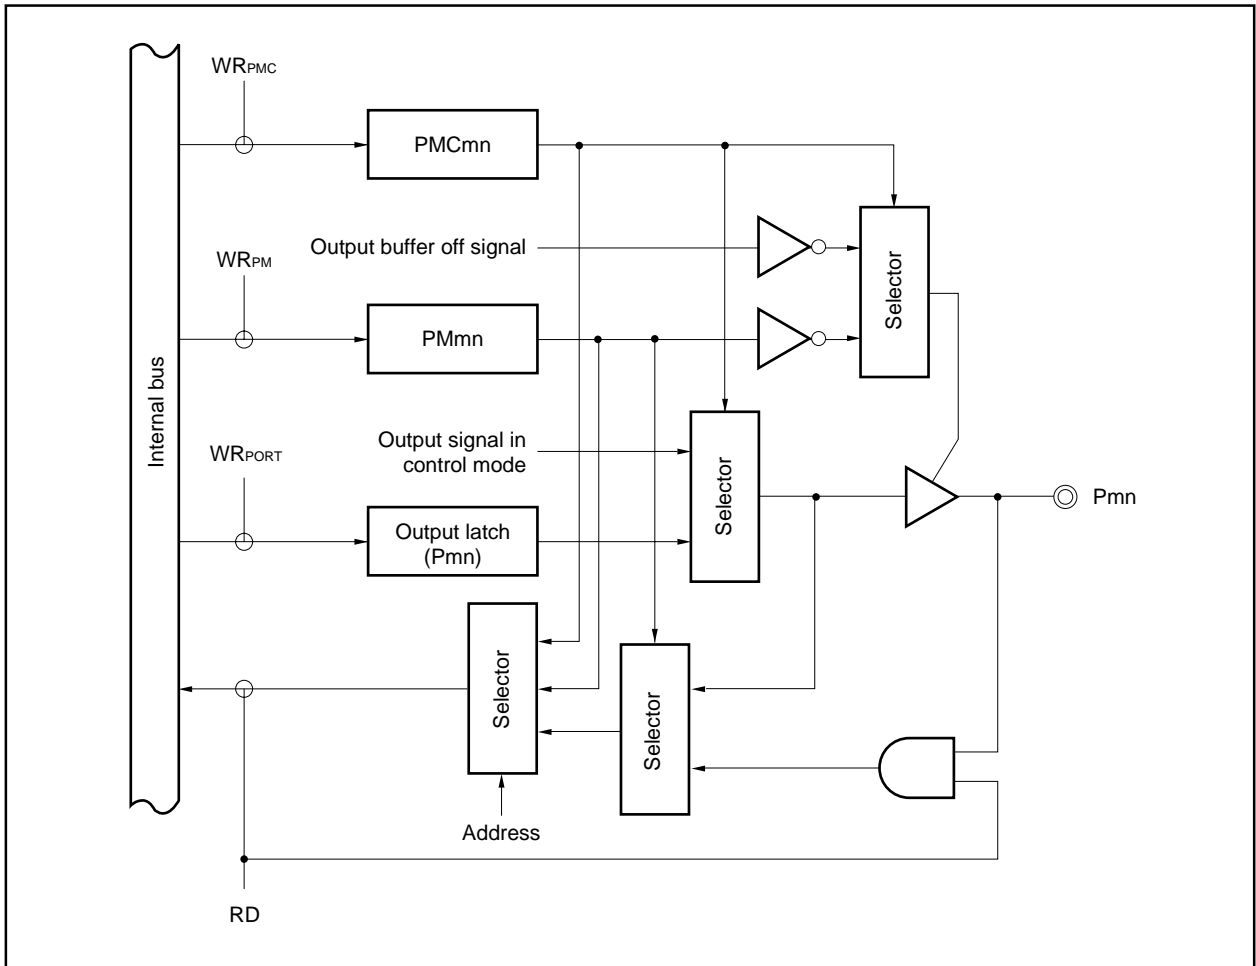 WRPMC
PMCmn
Output buffer off signal
WRPM
PMmn
Selector
Internal bus
Output signal in
control mode
WRPORT
Selector
Output latch
(Pmn)
Pmn
Selector
Selector
Address
RD